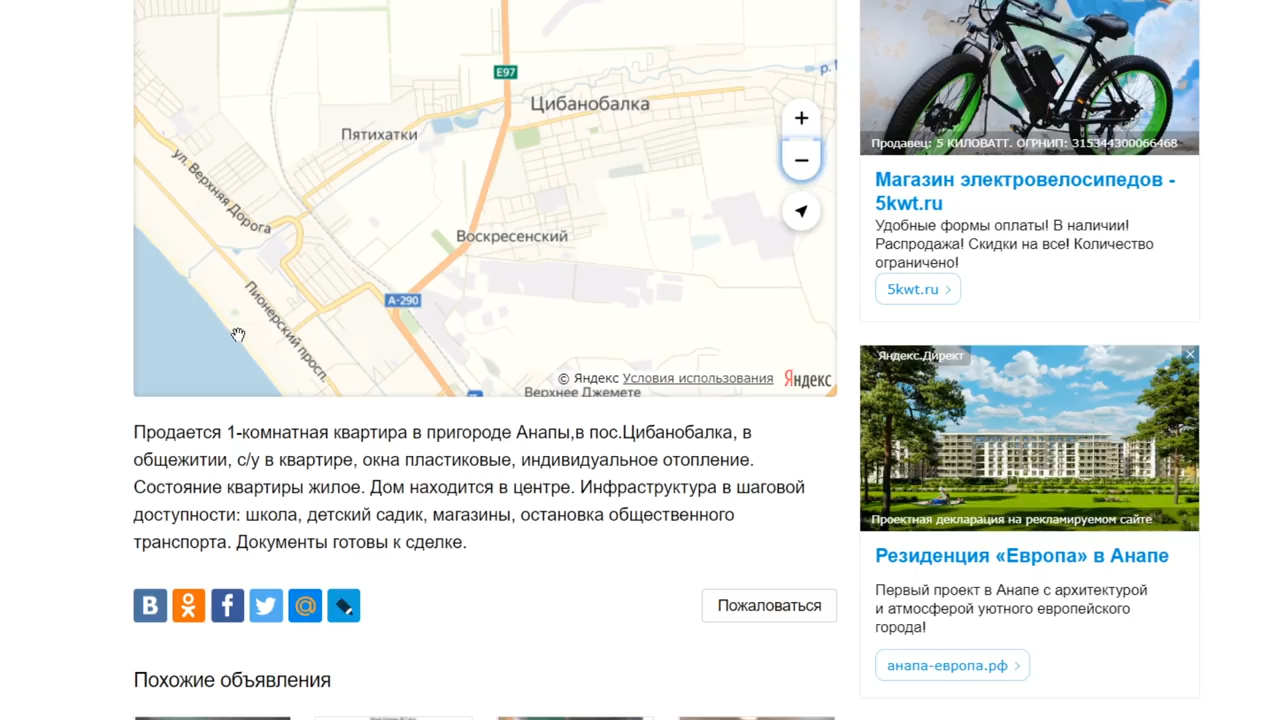 E97
р.
Цибанобалка
Пятихатки
ул. Верхняя Дорога
Воскресенский
А-290
Пионерский просп.
© Яндекс Условия использования Яндекс
Верхнее Джемете
Продается 1-комнатная квартира в пригороде Анапы,в пос.Цибанобалка, в
общежитии, с/у в квартире, окна пластиковые, индивидуальное отопление.
Состояние квартиры жилое. Дом находится в центре. Инфраструктура в шаговой
доступности: школа, детский садик, магазины, остановка общественного
транспорта. Документы готовы к сделке.
Пожаловаться
Похожие объявления
Продавец: 5 КИЛОВАТТ. ОГРНИП: 315344300066468
Магазин электровелосипедов -
5kwt.ru
Удобные формы оплаты! В наличии!
Распродажа! Скидки на все! Количество
ограничено!
5kwt.ru
Яндекс.Директ
Проектная декларация на рекламируемом сайте
Резиденция «Европа» в Анапе
Первый проект в Анапе с архитектурой
и атмосферой уютного европейского
города!
анапа-европа.рф